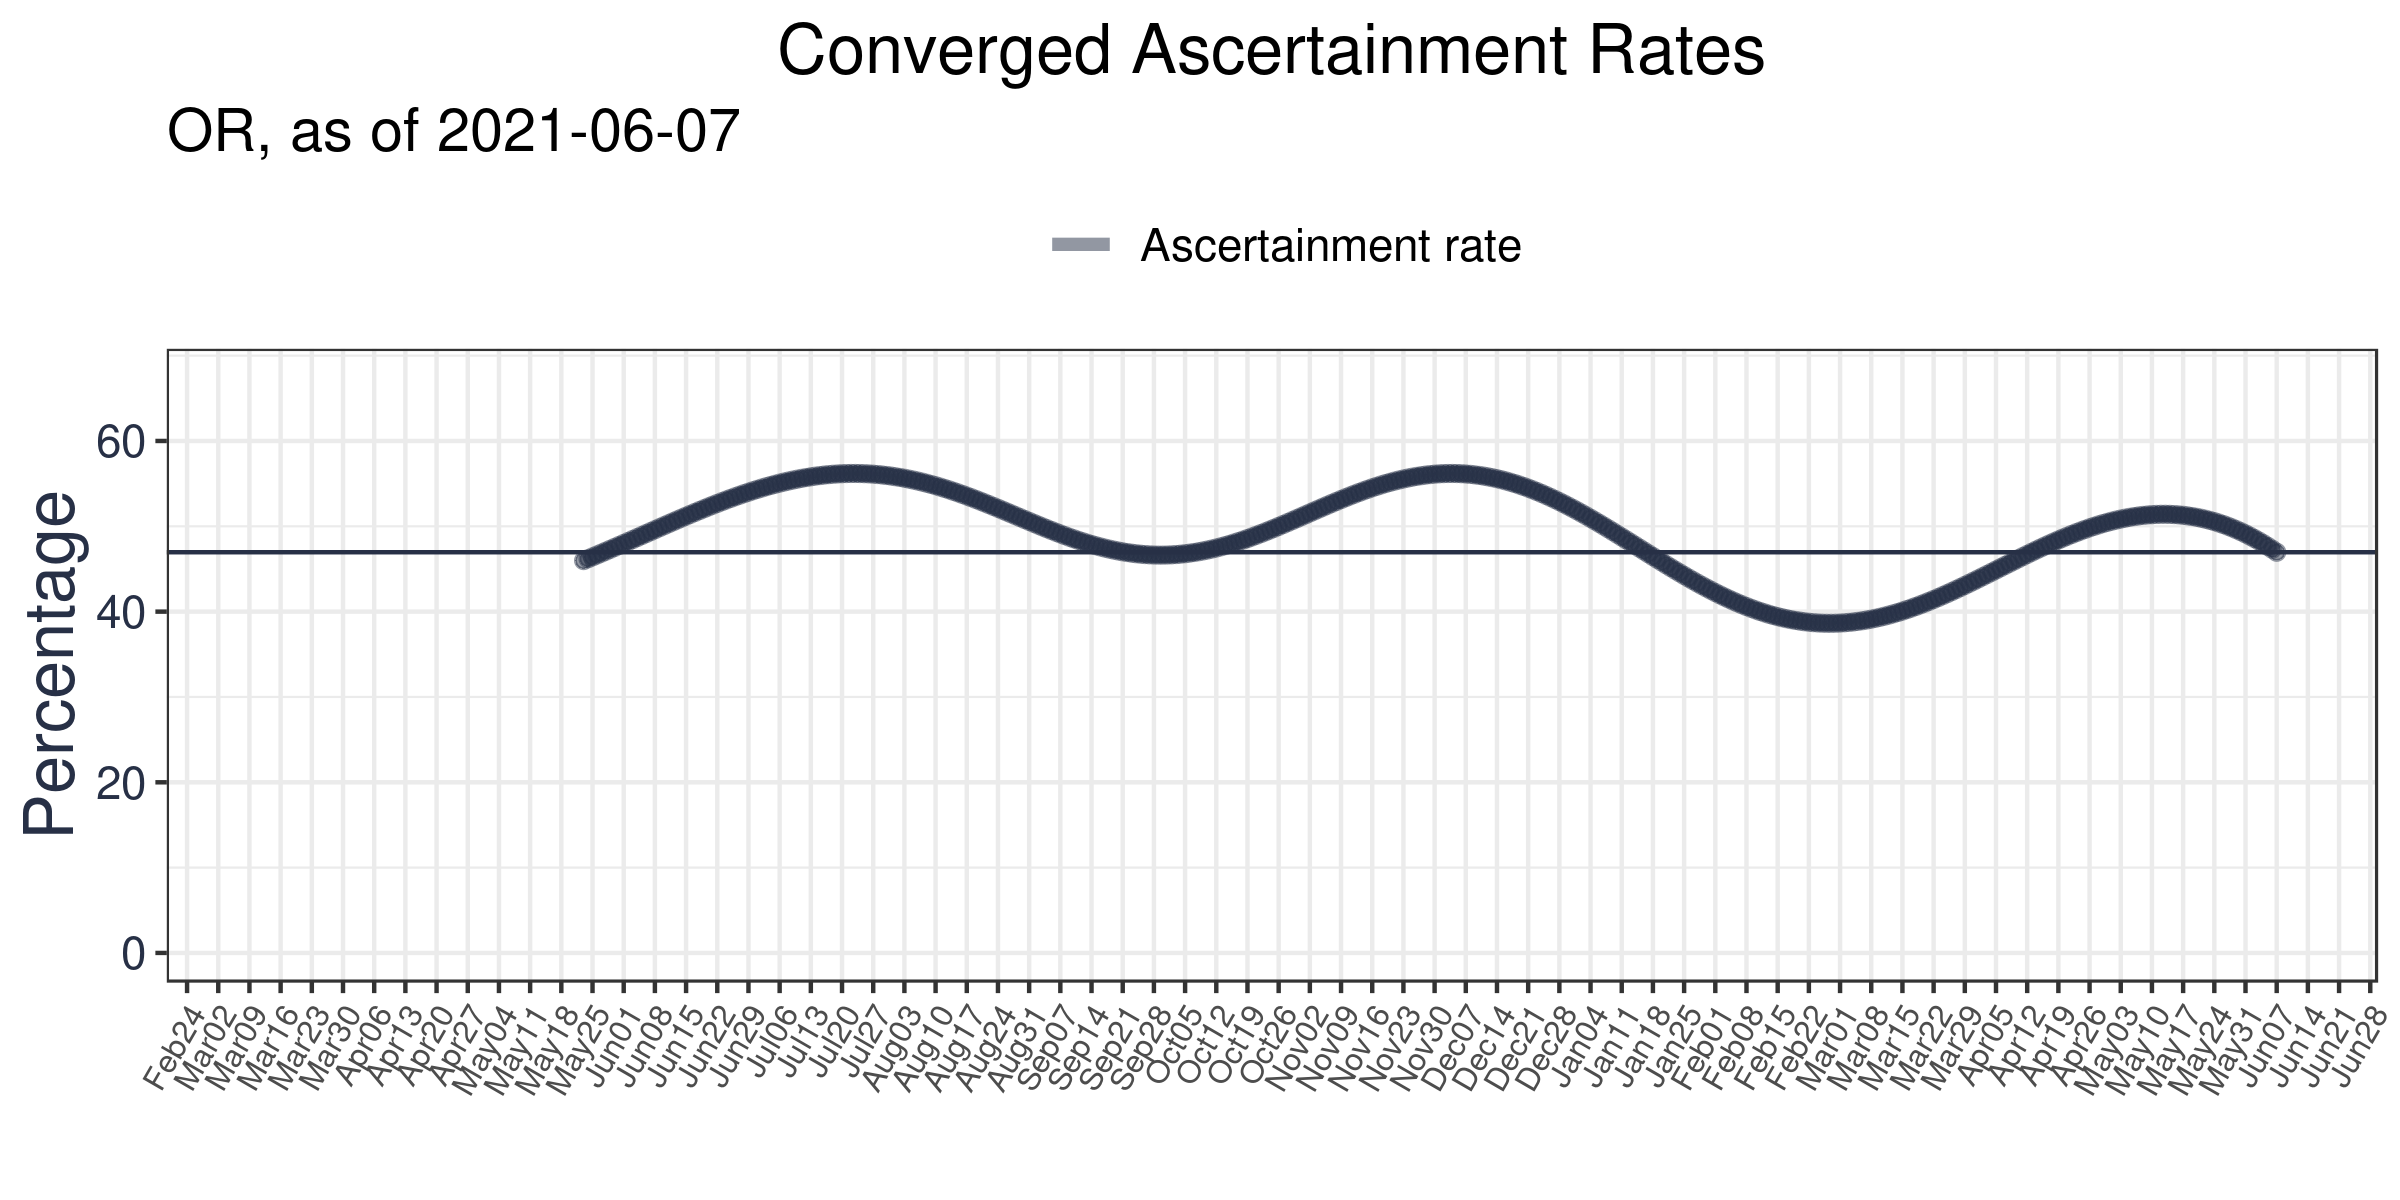 Converged Ascertainment Rates
OR, as of 2021-06-07
Ascertainment rate
Percentage
60
40
20
0
Feb24
Mar02
Mar09
Mar16
Mar23
Mar30
Apr06
Apr13
Apr20
Apr27
May04
May11
May18
May25
Jun01
Jun08
Jun15
Jun22
Jun29
Jul06
Jul13
Jul20
Jul27
Aug03
Aug10
Aug17
Aug24
Aug31
Sep07
Sep14
Sep21
Sep28
Oct05
Oct12
Oct19
Oct26
Nov02
Nov09
Nov16
Nov23
Nov30
Dec07
Dec14
Dec21
Dec28
Jan04
Jan11
Jan18
Jan25
Feb01
Feb08
Feb15
Feb22
Mar01
Mar08
Mar15
Mar22
Mar29
Apr05
Apr12
Apr19
Apr26
May03
May10
May17
May24
May31
Jun07
Jun14
Jun21
Jun28